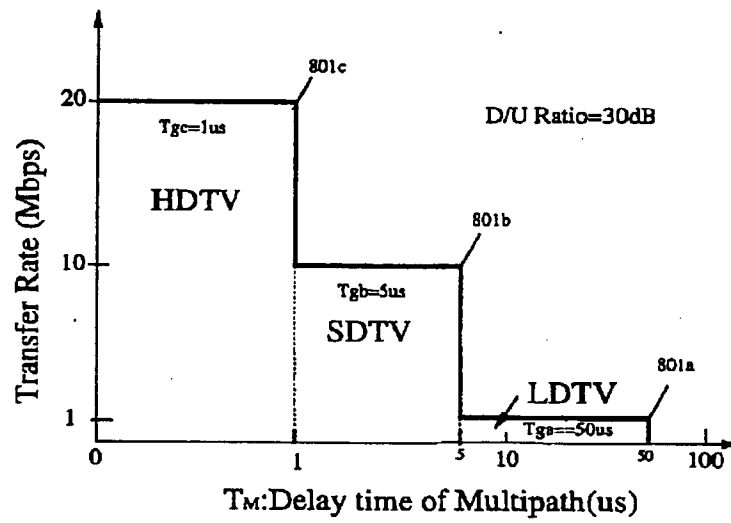 801c
20
Tgc=1us
D/U Ratio=30dB
HDTV
Transfer Rate (Mbps)
801b
10
Tgb=5us
SDTV
801a
LDTV
1
Tga==50us
0 1 5 10 50 100
TM:Delay time of Multipath(us)